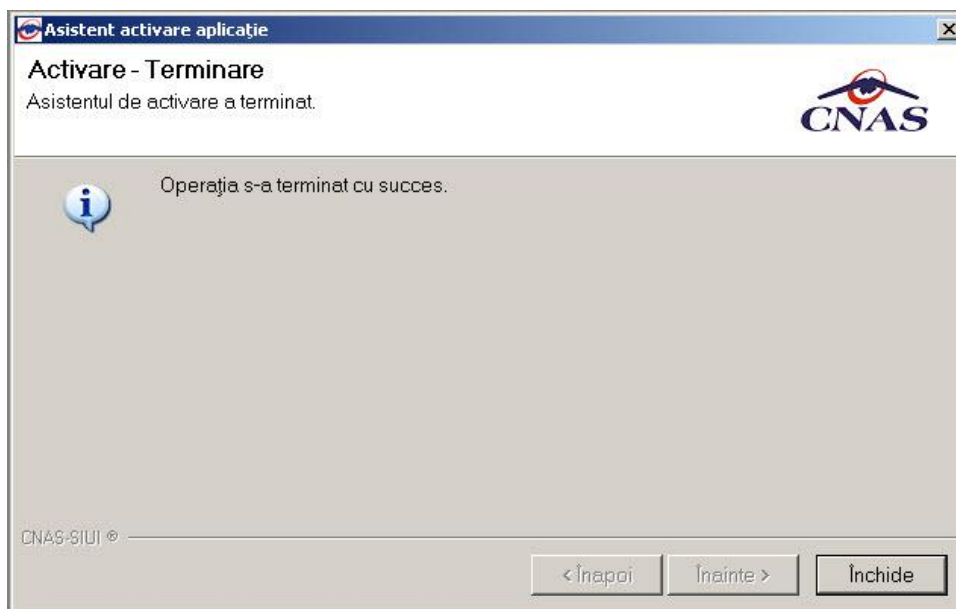 Asistent activare aplicaţie
Activare - Terminare
Asistentul de activare a terminat.
CNAS
Operaţia s-a terminat cu succes.
CNAS-SIUI ®
< Înapoi
Înainte >
Închide